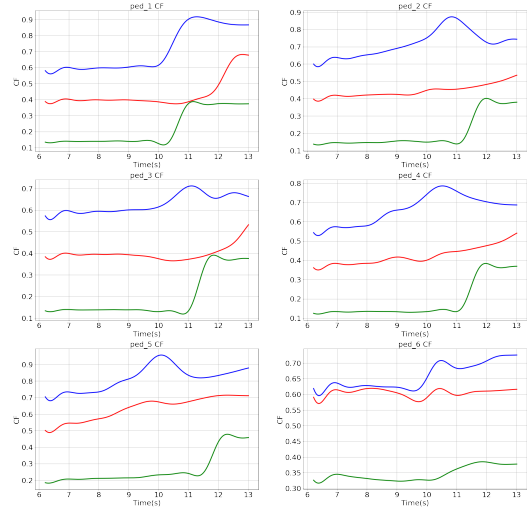 ped_1 CF
ped_2 CF
0.9
0.8
0.7
0.6
0.5
0.4
0.3
0.2
0.1
CF
6 7 8 9 10 11 12 13
Time(s)
0.9
0.8
0.7
0.6
0.5
0.4
0.3
0.2
0.1
CF
6 7 8 9 10 11 12 13
Time(s)
ped_3 CF
ped_4 CF
0.7
0.6
0.5
0.4
0.3
0.2
0.1
CF
6 7 8 9 10 11 12 13
Time(s)
0.8
0.7
0.6
0.5
0.4
0.3
0.2
0.1
CF
6 7 8 9 10 11 12 13
Time(s)
ped_5 CF
ped_6 CF
0.9
0.8
0.7
0.6
0.5
0.4
0.3
0.2
CF
6 7 8 9 10 11 12 13
Time(s)
0.70
0.65
0.60
0.55
0.50
0.45
0.40
0.35
0.30
CF
6 7 8 9 10 11 12 13
Time(s)